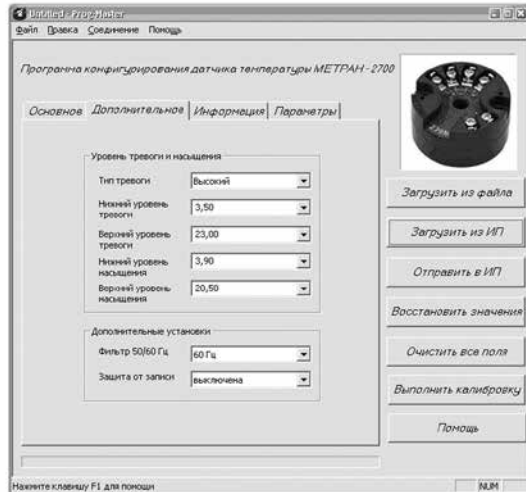 Untitled - Prog-Master
Файл Правка Соединение Помощь
Программа конфигурирования датчика температуры МЕТРАН-2700
Основное Дополнительное Информация Параметры
Уровень тревоги и насыщения
Тип тревоги Высокий
Нижний уровень
тревоги 3,50
Верхний уровень
тревоги 23,00
Нижний уровень
насыщения 3,90
Верхний уровень
насыщения 20,50
Дополнительные установки
Фильтр 50/60 Гц 60 Гц
Защита от записи выключена
Загрузить из файла
Загрузить из ИП
Отправить в ИП
Восстановить значения
Очистить все поля
Выполнить калибровку
Помощь
Нажмите клавишу F1 для помощи NUM